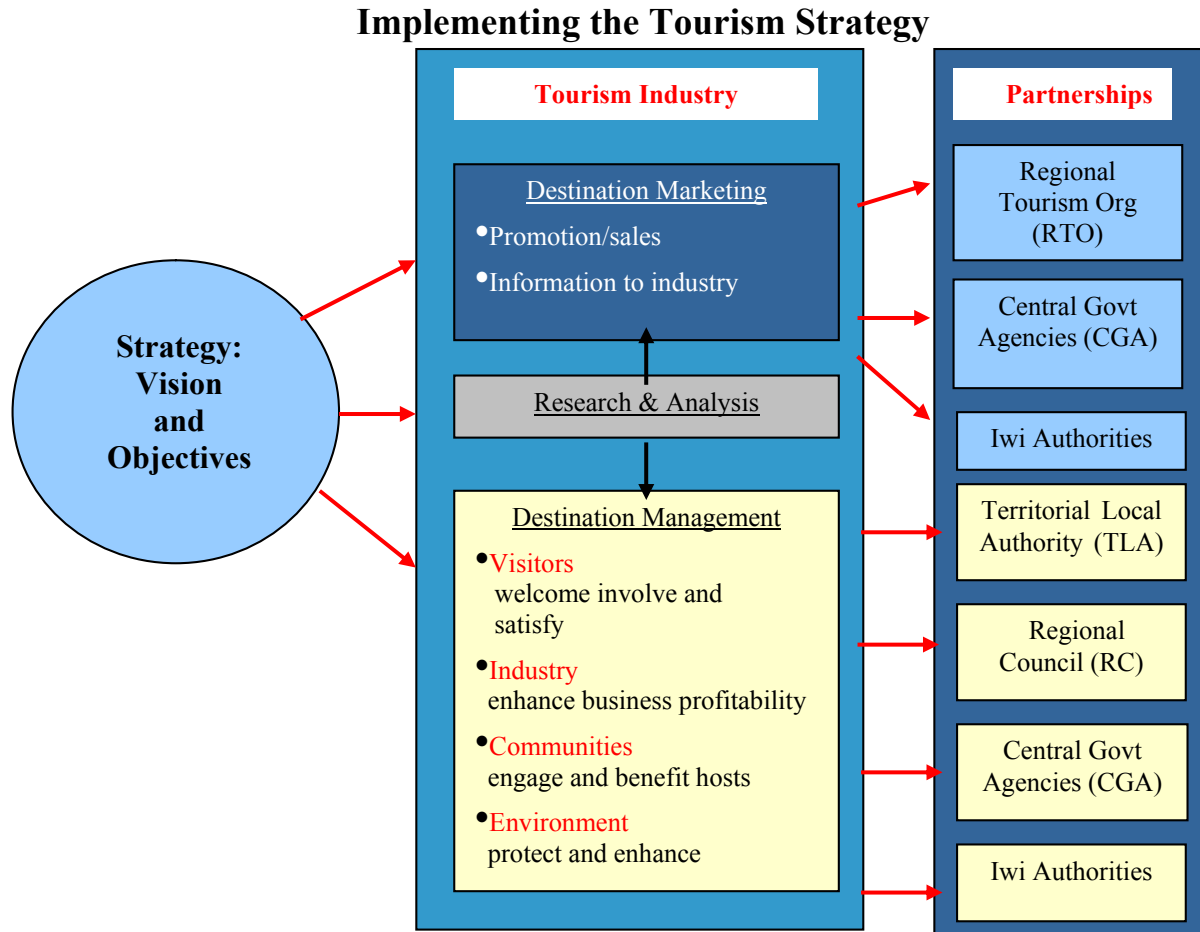 Implementing the Tourism Strategy
Strategy:
Vision
and
Objectives
Tourism Industry
Destination Marketing
•Promotion/sales
•Information to industry
Research & Analysis
Destination Management
•Visitors
welcome involve and
satisfy
•Industry
enhance business profitability
•Communities
engage and benefit hosts
•Environment
protect and enhance
Partnerships
Regional
Tourism Org
(RTO)
Central Govt
Agencies (CGA)
Iwi Authorities
Territorial Local
Authority (TLA)
Regional
Council (RC)
Central Govt
Agencies (CGA)
Iwi Authorities